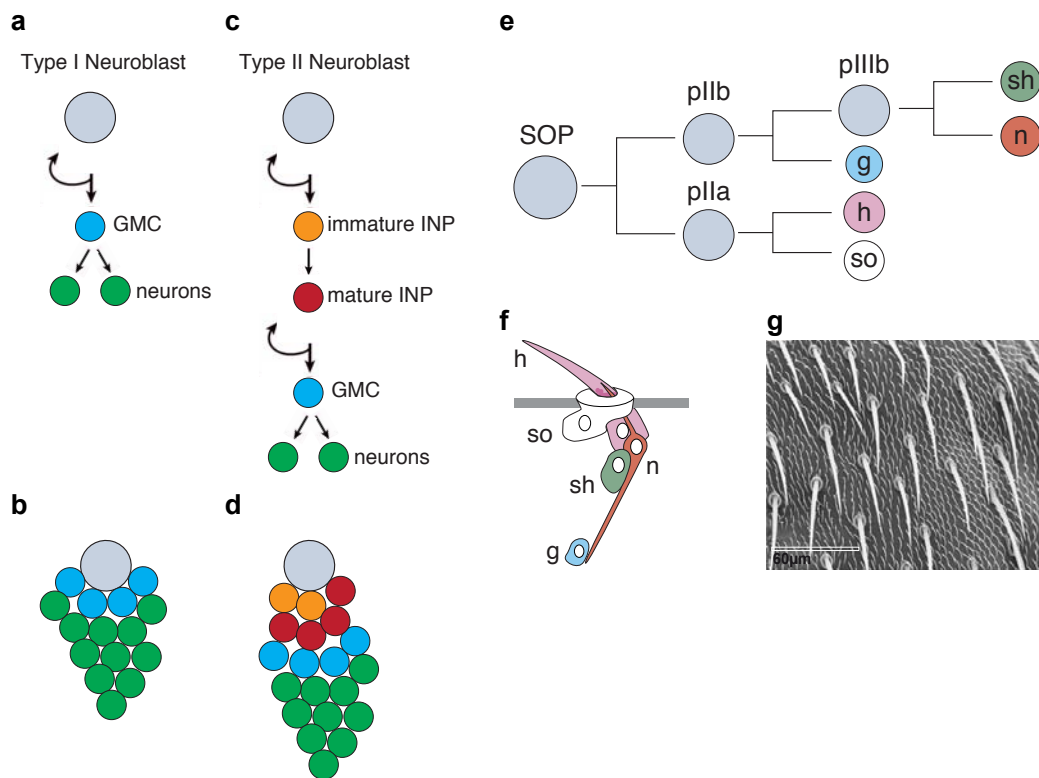 a
Type I Neuroblast
GMC
neurons
b
c
Type II Neuroblast
immature INP
mature INP
GMC
neurons
d
e
SOP
pIIb
pIIa
pIIIb
g
h
so
sh
n
f
h
so
sh
n
g
g
60µm